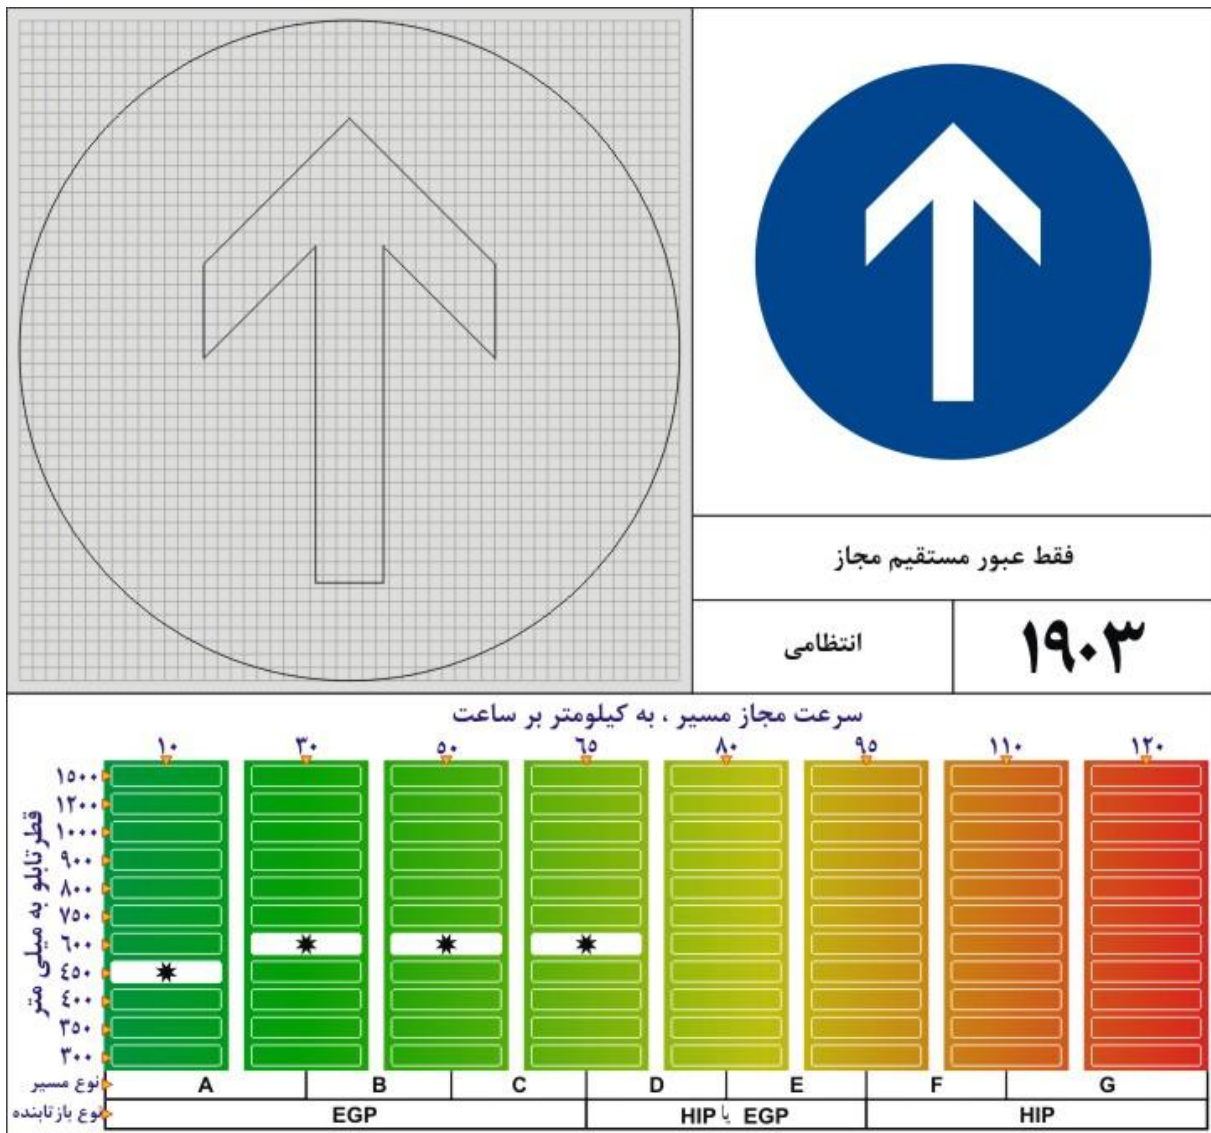 فقط عبور مستقیم مجاز
انتظامی
۱۹۰۳
سرعت مجاز مسیر ، به کیلومتر بر ساعت
۱۰ ۳۰ ۵۰ ۶۵ ۸۰ ۹۵ ۱۱۰ ۱۲۰
قطر تابلو به میلی متر
۱۵۰۰
۱۲۰۰
۱۰۰۰
۹۰۰
۸۰۰
۷۵۰
۶۰۰
۴۵۰
۴۰۰
۳۵۰
۳۰۰
نوع مسیر A B C D E F G
نوع بازتابنده EGP HIP یا EGP HIP